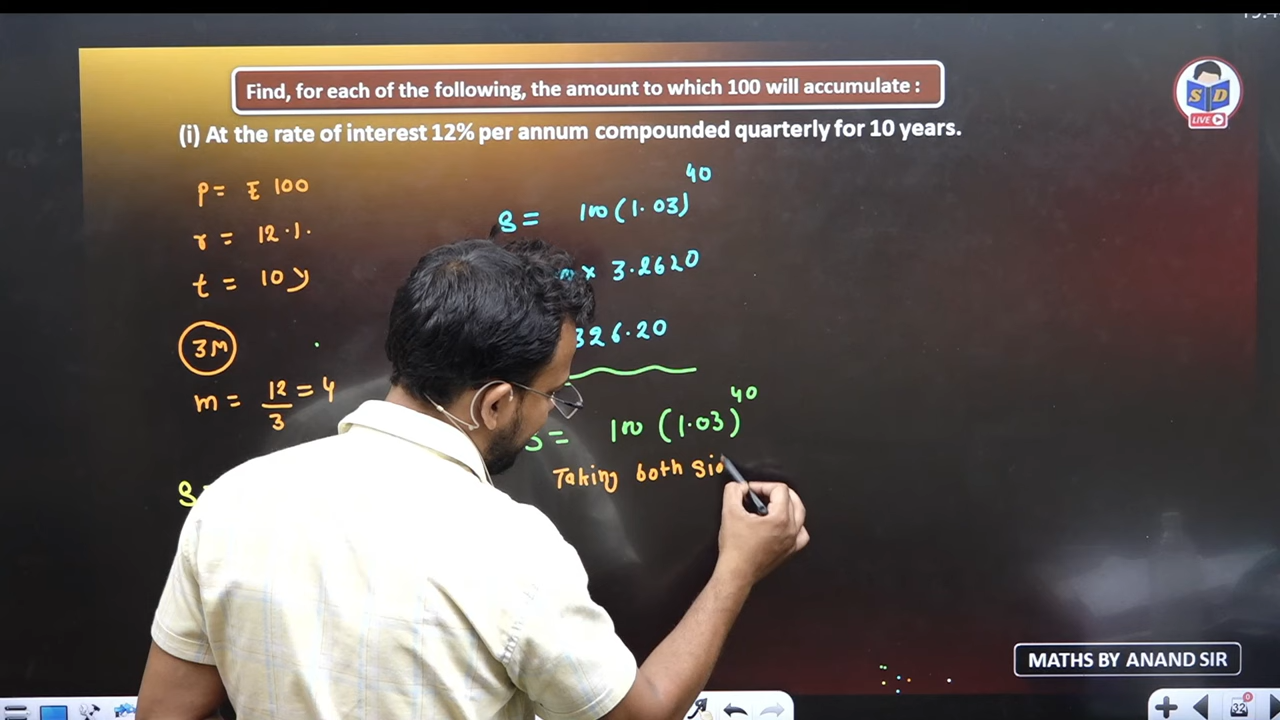 Find, for each of the following, the amount to which 100 will accumulate :
(i) At the rate of interest 12% per annum compounded quarterly for 10 years.
P = ₹ 100
r = 12 %
t = 10 y
3M
m = 12/3 = 4
S = 100 (1.03)^40
× 3.2620
326.20
S = 100 (1.03)^40
Taking both
S D
LIVE
MATHS BY ANAND SIR
32